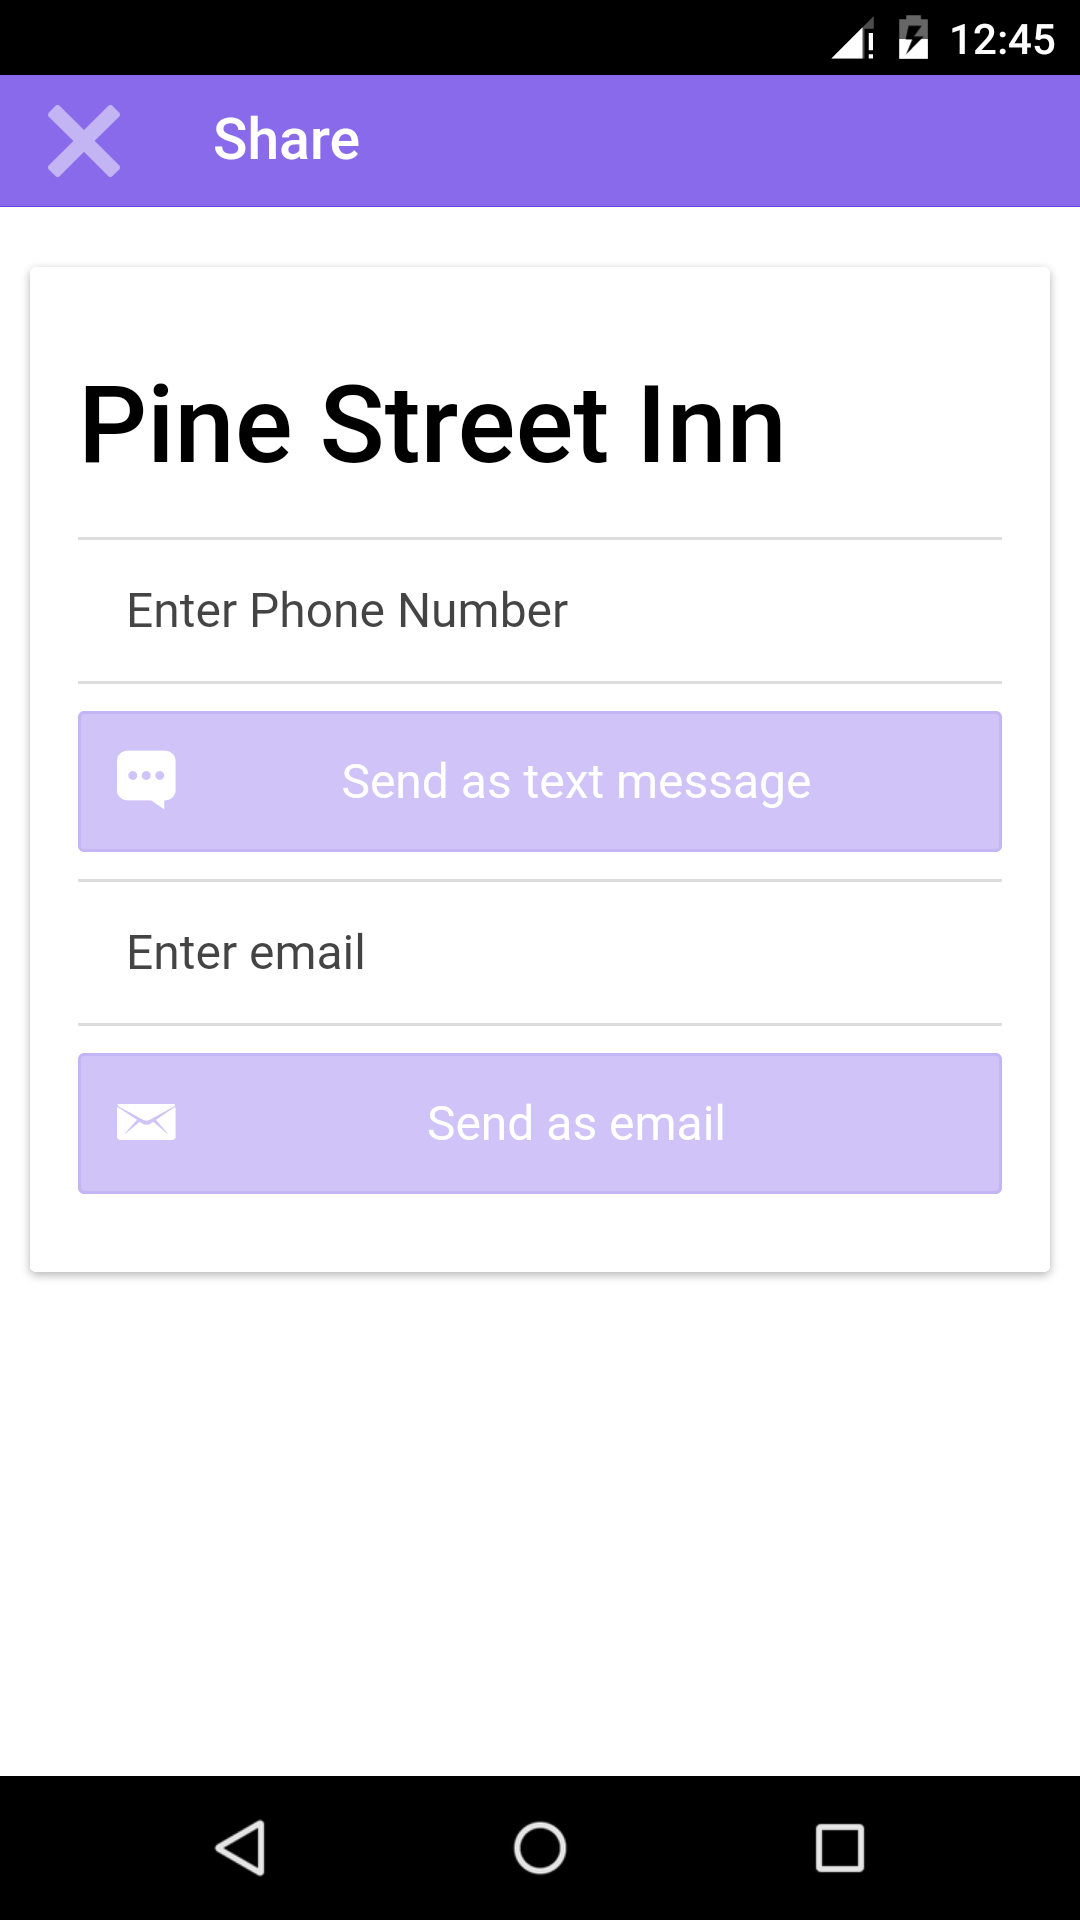 12:45
Share
Pine Street Inn
Enter Phone Number
Send as text message
Enter email
Send as email